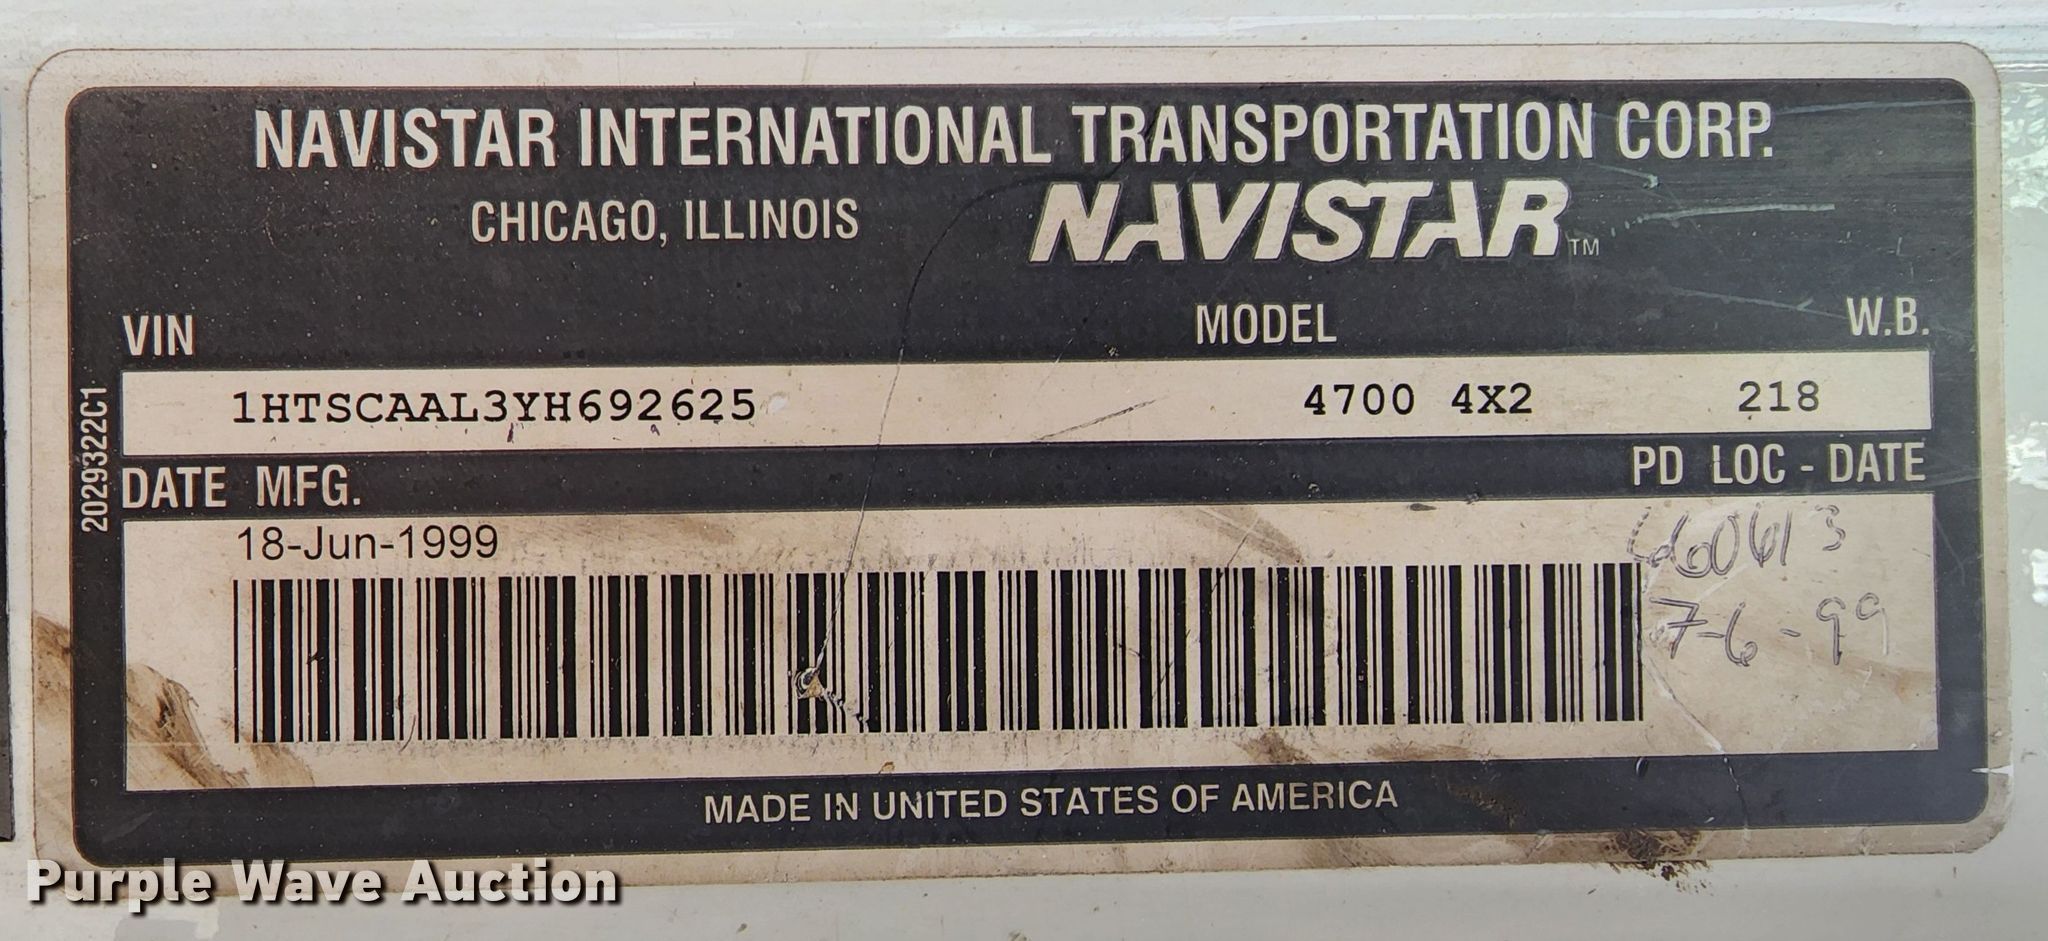 NAVISTAR INTERNATIONAL TRANSPORTATION CORP.
CHICAGO, ILLINOIS NAVISTAR™
VIN MODEL W.B.
1HTSCAAL3YH692625 4700 4X2 218
DATE MFG. PD LOC - DATE
18-Jun-1999
7-6-99
MADE IN UNITED STATES OF AMERICA
2029322C1
Purple Wave Auction